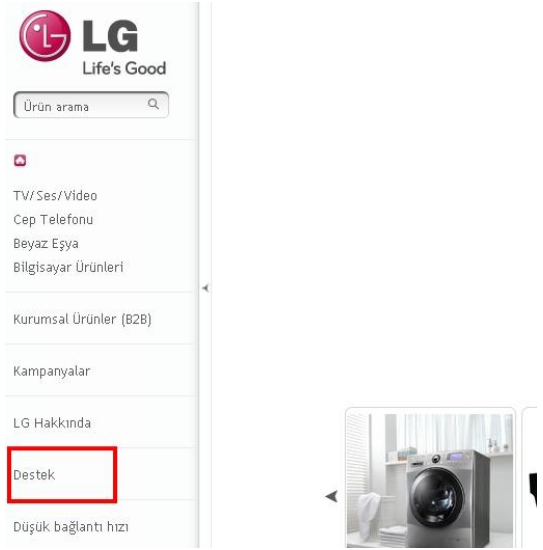 LG
Life's Good
Ürün arama
TV/Ses/Video
Cep Telefonu
Beyaz Eşya
Bilgisayar Ürünleri
Kurumsal Ürünler (B2B)
Kampanyalar
LG Hakkında
Destek
Düşük bağlantı hızı